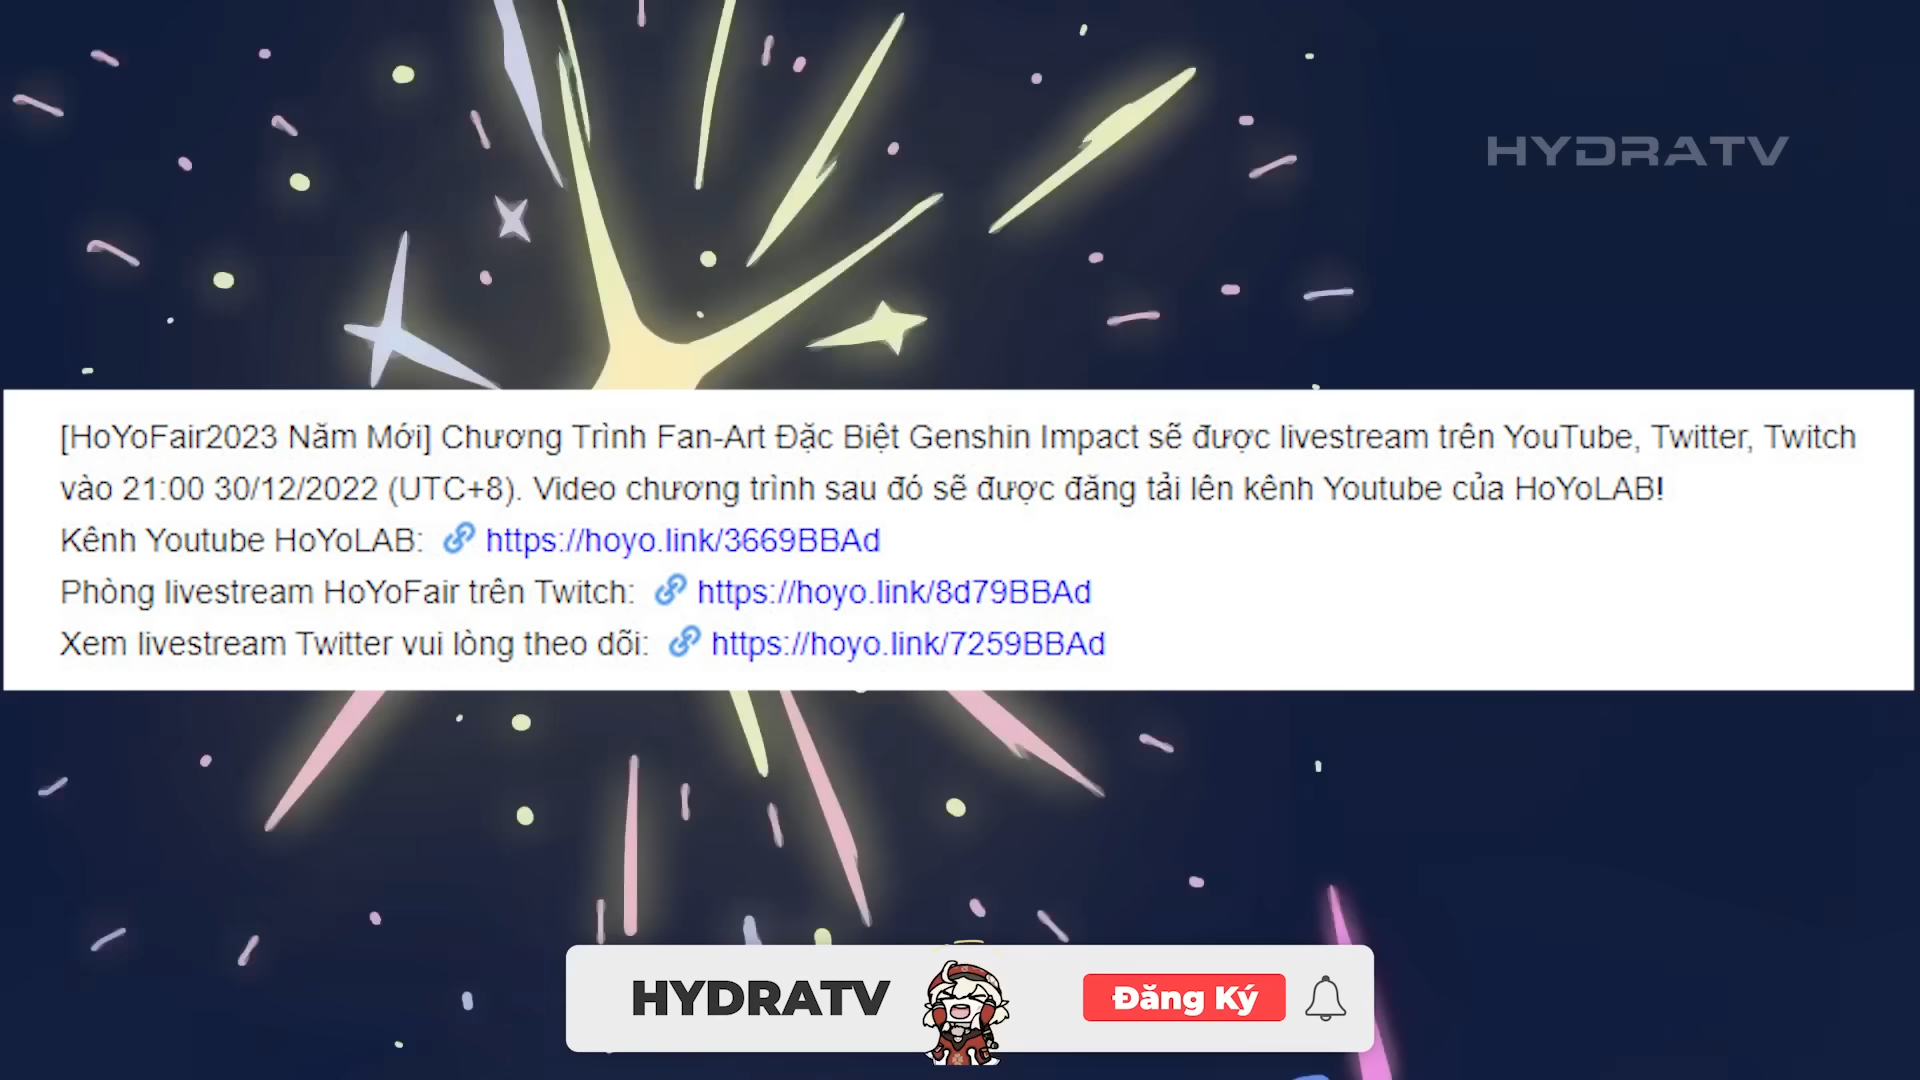 HYDRATV
[HoYoFair2023 Năm Mới] Chương Trình Fan-Art Đặc Biệt Genshin Impact sẽ được livestream trên YouTube, Twitter, Twitch
vào 21:00 30/12/2022 (UTC+8). Video chương trình sau đó sẽ được đăng tải lên kênh Youtube của HoYoLAB!
Kênh Youtube HoYoLAB: https://hoyo.link/3669BBAd
Phòng livestream HoYoFair trên Twitch: https://hoyo.link/8d79BBAd
Xem livestream Twitter vui lòng theo dõi: https://hoyo.link/7259BBAd
HYDRATV Đăng Ký